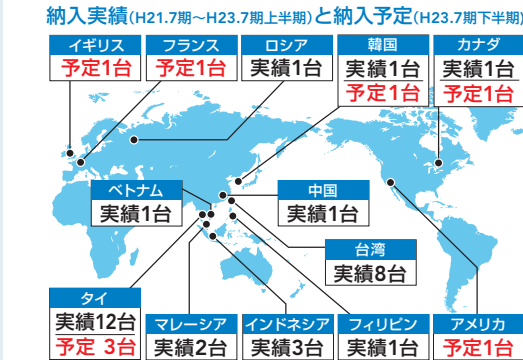 納入実績(H21.7期～H23.7期上半期)と納入予定(H23.7期下半期)
イギリス
予定1台
フランス
予定1台
ロシア
実績1台
韓国
実績1台
予定1台
カナダ
実績1台
予定1台
ベトナム
実績1台
中国
実績1台
台湾
実績8台
タイ
実績12台
予定 3台
マレーシア
実績2台
インドネシア
実績3台
フィリピン
実績1台
アメリカ
予定1台